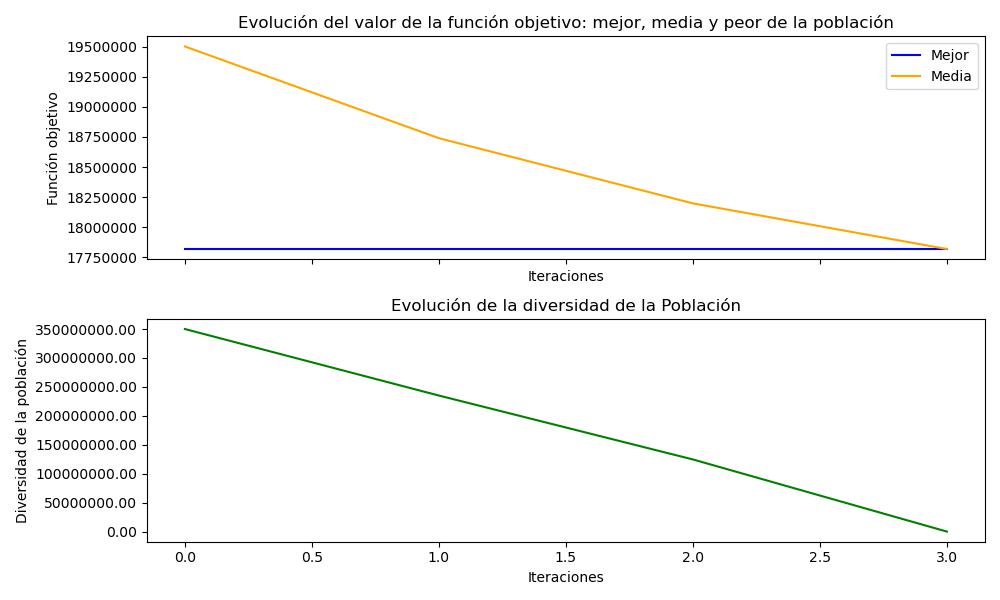 Evolución del valor de la función objetivo: mejor, media y peor de la población
19500000
19250000
19000000
18750000
18500000
18250000
18000000
17750000
Función objetivo
Mejor
Media
Iteraciones
Evolución de la diversidad de la Población
350000000.00
300000000.00
250000000.00
200000000.00
150000000.00
100000000.00
50000000.00
0.00
Diversidad de la población
0.0 0.5 1.0 1.5 2.0 2.5 3.0
Iteraciones